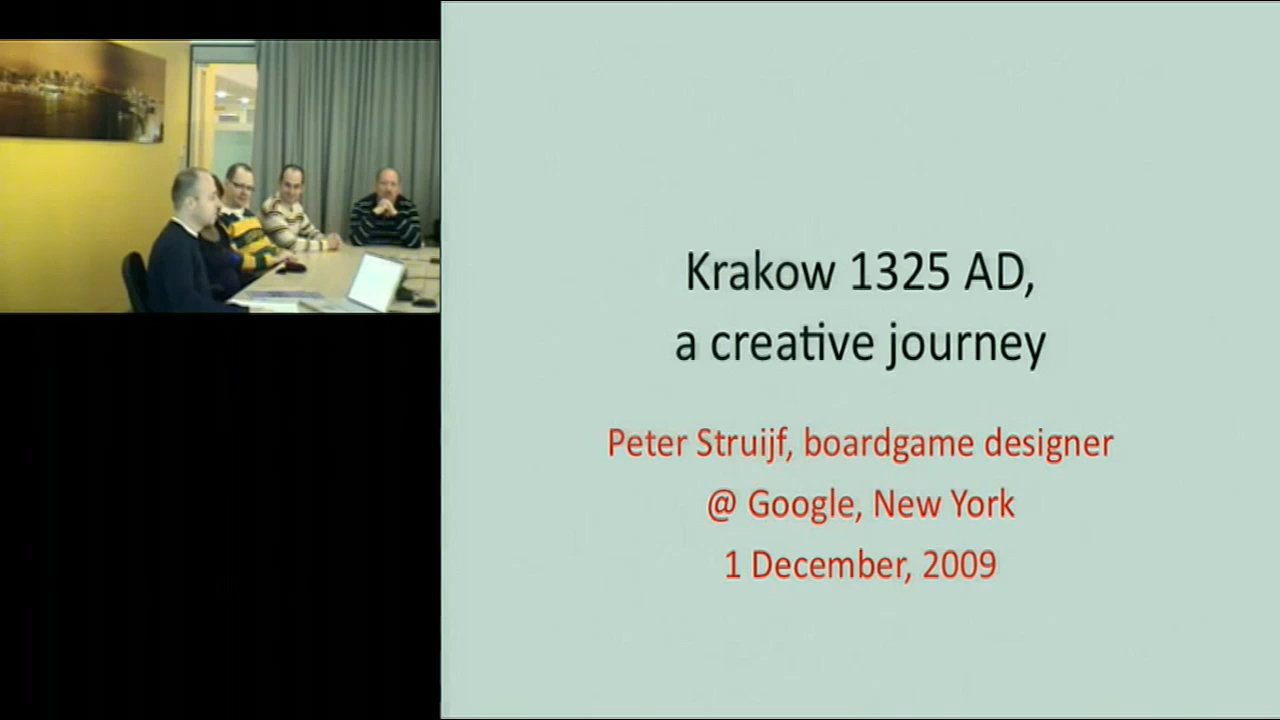 Krakow 1325 AD,
a creative journey
Peter Struijf, boardgame designer
@ Google, New York
1 December, 2009